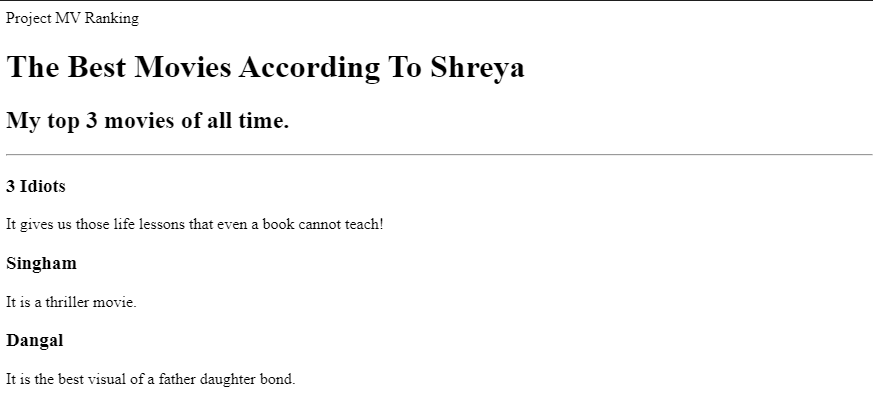 Project MV Ranking
The Best Movies According To Shreya
My top 3 movies of all time.
3 Idiots
It gives us those life lessons that even a book cannot teach!
Singham
It is a thriller movie.
Dangal
It is the best visual of a father daughter bond.